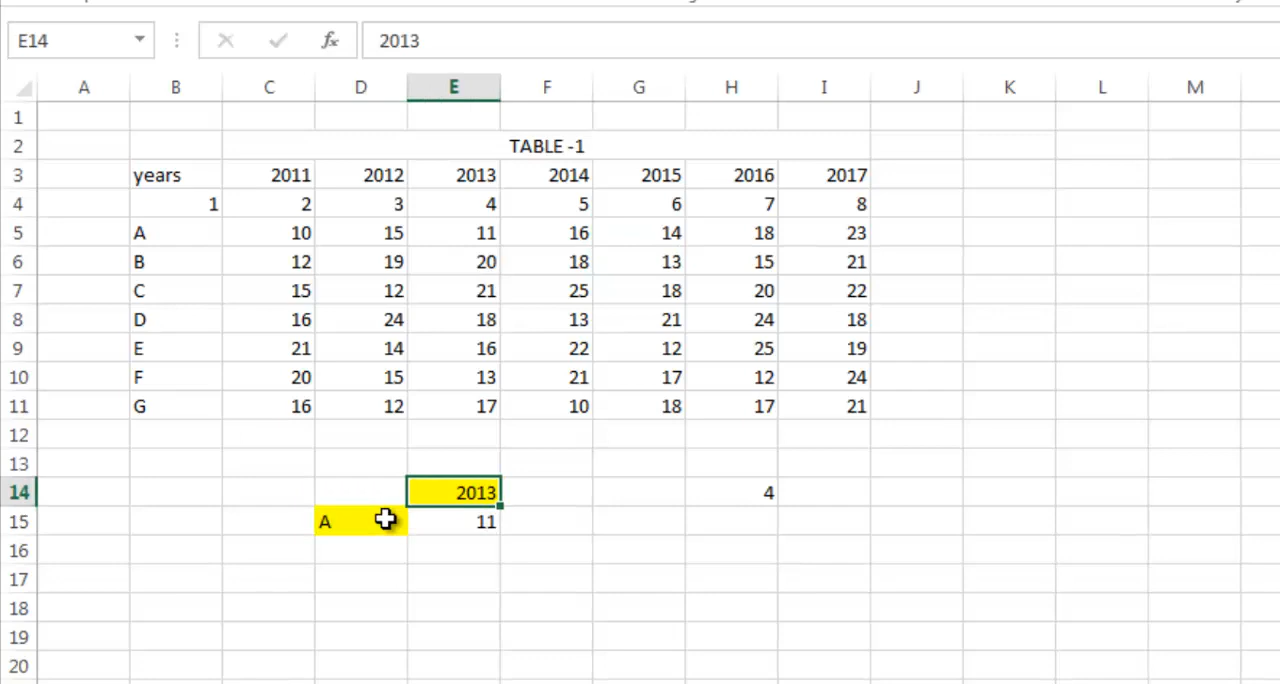 E14 fx 2013
A B C D E F G H I J K L M
1
2 TABLE -1
3 years 2011 2012 2013 2014 2015 2016 2017
4 1 2 3 4 5 6 7 8
5 A 10 15 11 16 14 18 23
6 B 12 19 20 18 13 15 21
7 C 15 12 21 25 18 20 22
8 D 16 24 18 13 21 24 18
9 E 21 14 16 22 12 25 19
10 F 20 15 13 21 17 12 24
11 G 16 12 17 10 18 17 21
12
13
14 2013 4
15 A 11
16
17
18
19
20